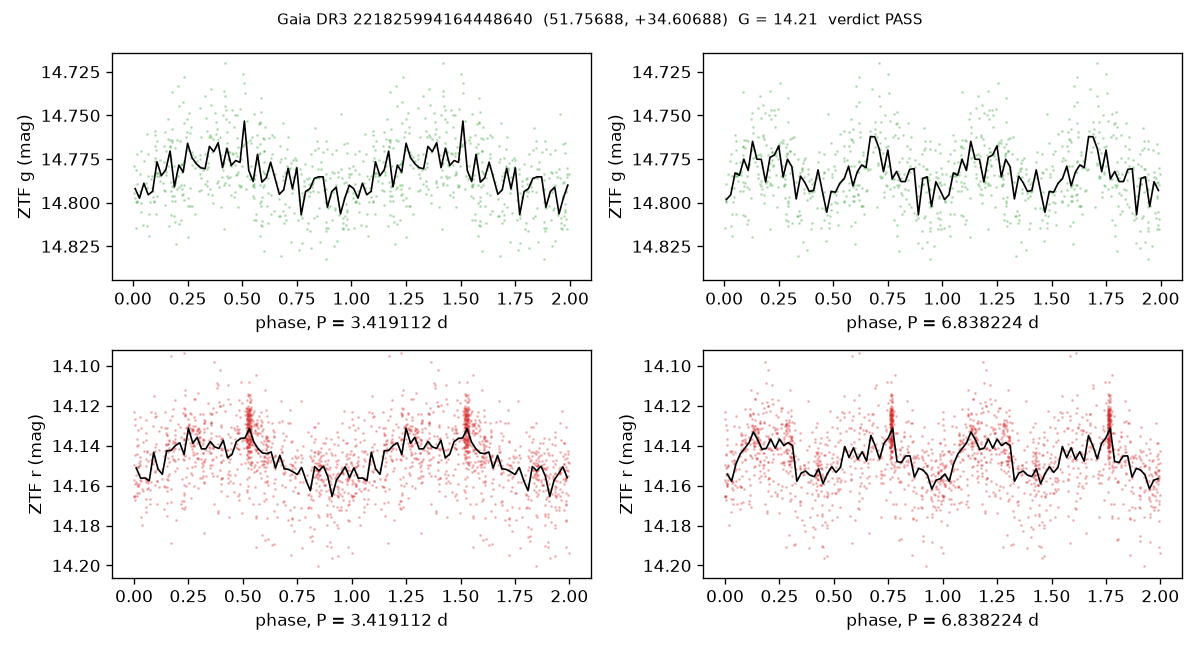 Gaia DR3 221825994164448640 (51.75688, +34.60688) G = 14.21 verdict PASS
ZTF g (mag)
14.725
14.750
14.775
14.800
14.825
0.00 0.25 0.50 0.75 1.00 1.25 1.50 1.75 2.00
phase, P = 3.419112 d
ZTF g (mag)
14.725
14.750
14.775
14.800
14.825
0.00 0.25 0.50 0.75 1.00 1.25 1.50 1.75 2.00
phase, P = 6.838224 d
ZTF r (mag)
14.10
14.12
14.14
14.16
14.18
14.20
0.00 0.25 0.50 0.75 1.00 1.25 1.50 1.75 2.00
phase, P = 3.419112 d
ZTF r (mag)
14.10
14.12
14.14
14.16
14.18
14.20
0.00 0.25 0.50 0.75 1.00 1.25 1.50 1.75 2.00
phase, P = 6.838224 d